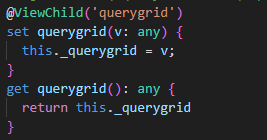 @ViewChild('querygrid')
set querygrid(v: any) {
  this._querygrid = v;
}
get querygrid(): any {
  return this._querygrid
}